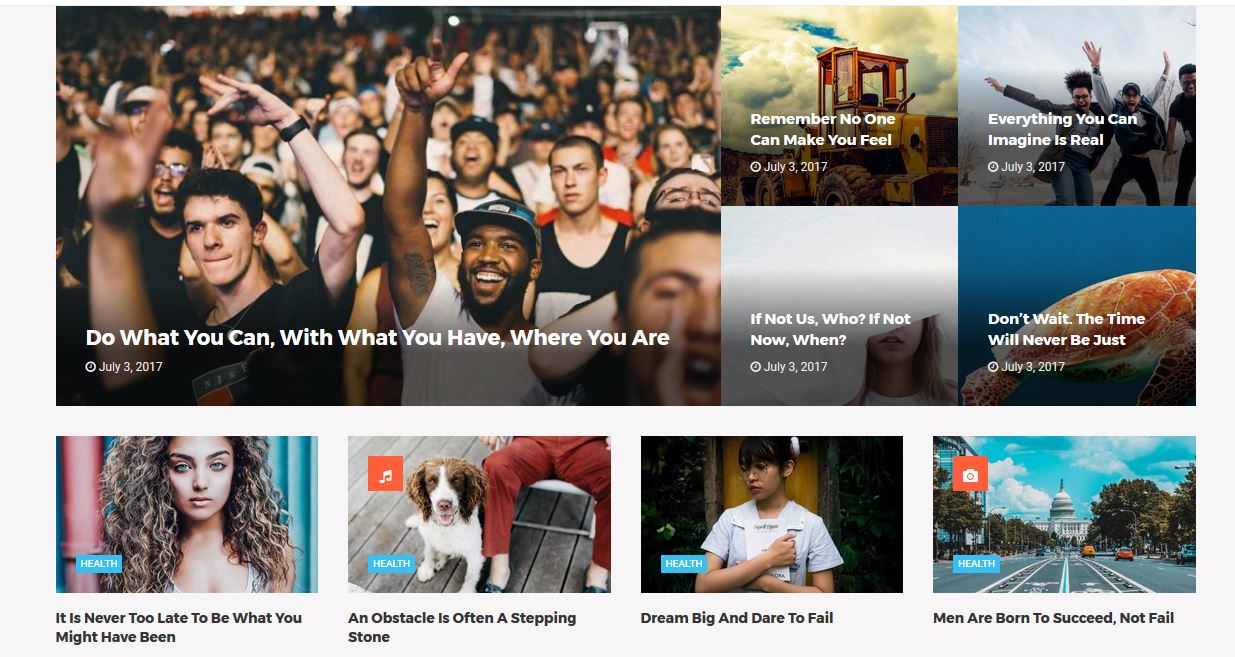 Do What You Can, With What You Have, Where You Are
July 3, 2017
Remember No One
Can Make You Feel
July 3, 2017
Everything You Can
Imagine Is Real
July 3, 2017
If Not Us, Who? If Not
Now, When?
July 3, 2017
Don’t Wait. The Time
Will Never Be Just
July 3, 2017
NIKE
HEALTH
It Is Never Too Late To Be What You
Might Have Been
HEALTH
An Obstacle Is Often A Stepping
Stone
HEALTH
Dream Big And Dare To Fail
HEALTH
Men Are Born To Succeed, Not Fail